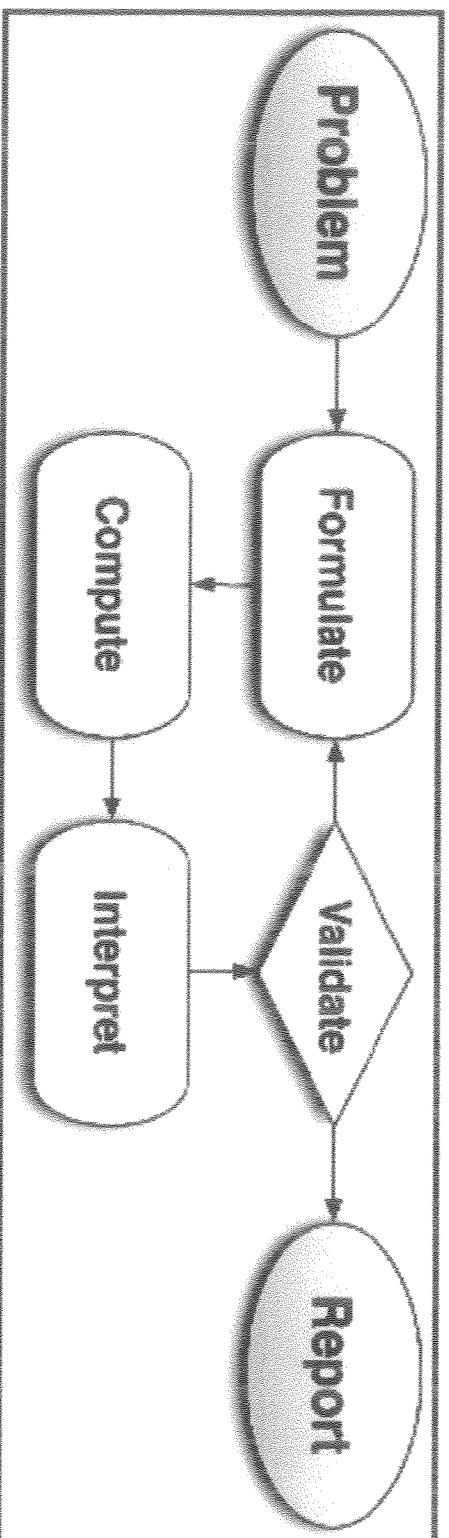 Problem
Formulate
Validate
Report
Compute
Interpret